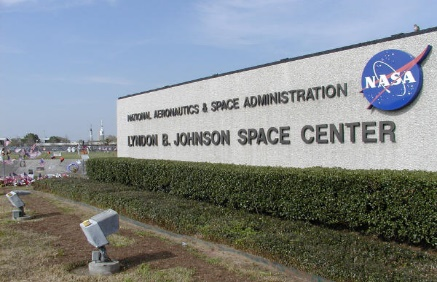 NATIONAL AERONAUTICS & SPACE ADMINISTRATION
NASA
LYNDON B. JOHNSON SPACE CENTER